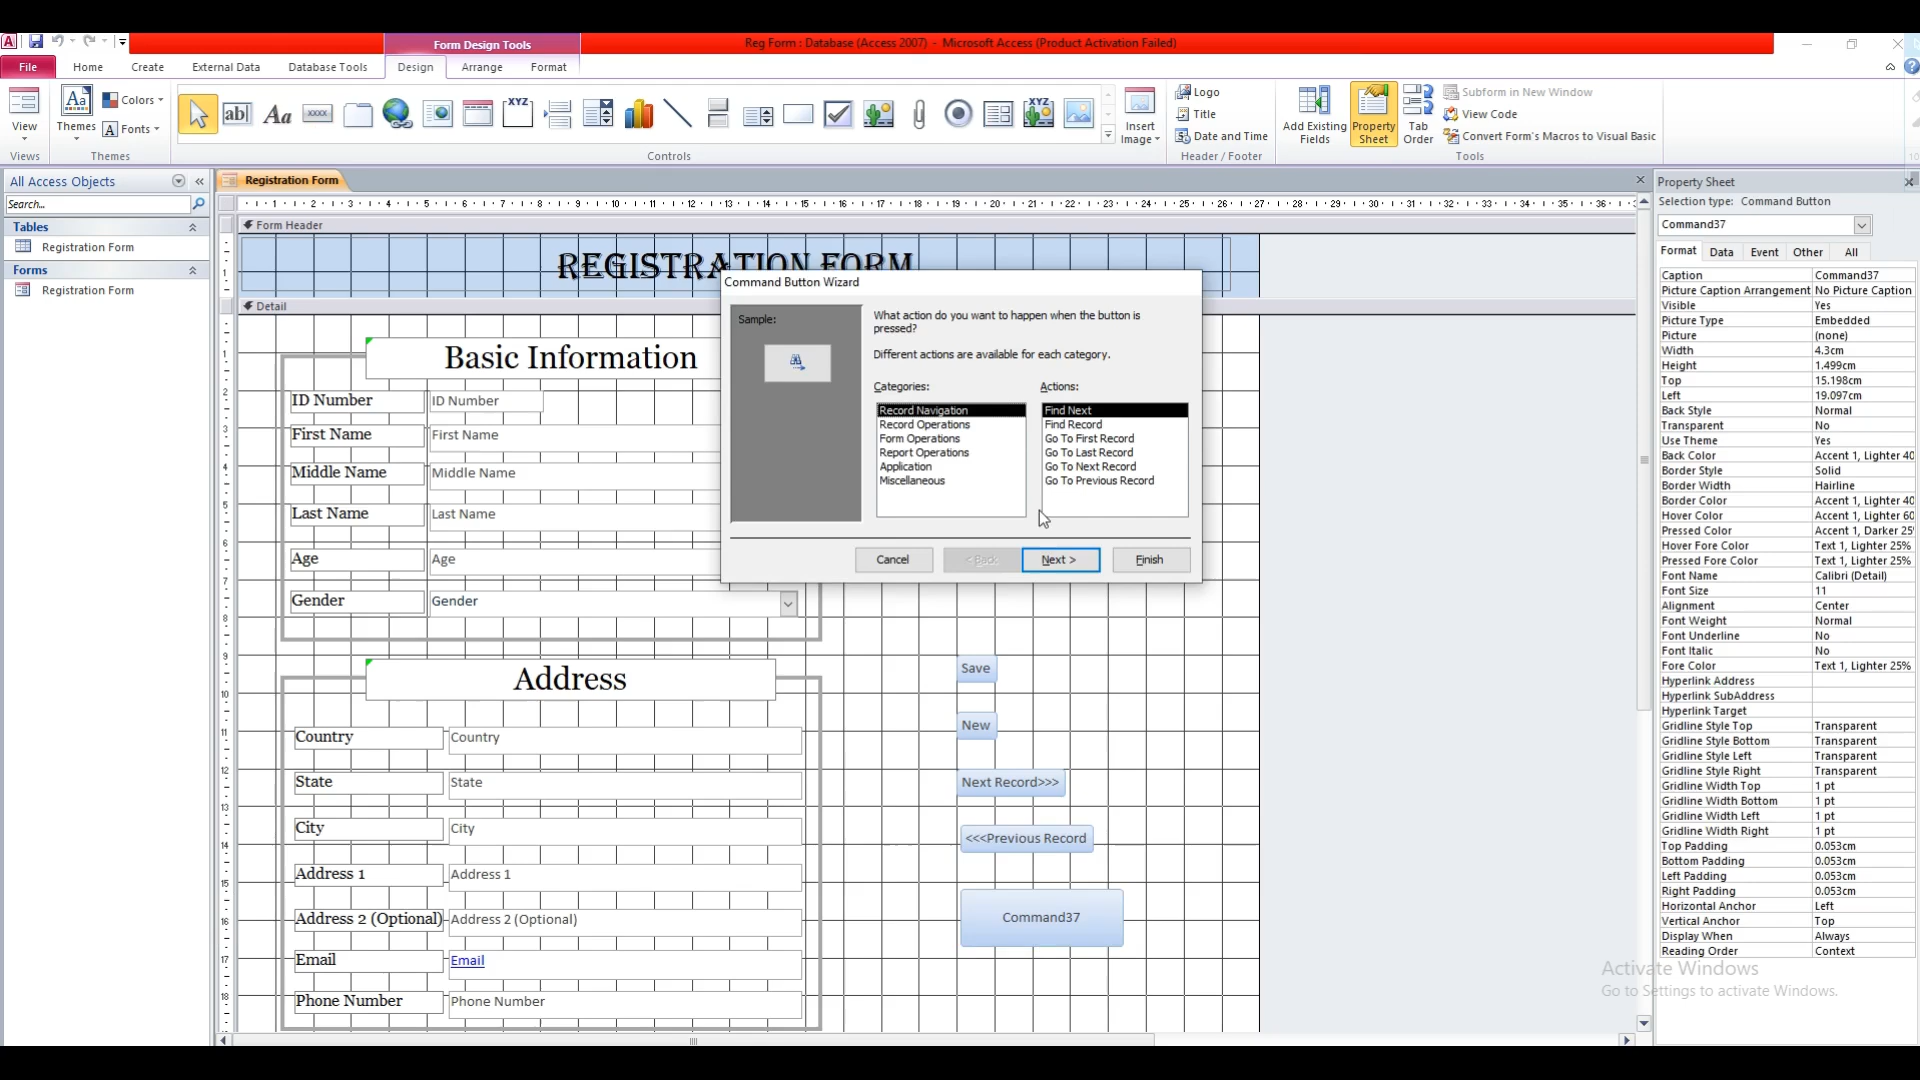 Form Design Tools
Reg Form : Database (Access 2007) - Microsoft Access (Product Activation Failed)
File
Home
Create
External Data
Database Tools
Design
Arrange
Format
View
Views
Aa
Themes
Colors
Fonts
Themes
ab|
Aa
xxxx
XYZ
XYZ
Controls
Insert Image
Logo
Title
Date and Time
Header / Footer
Add Existing Fields
Property Sheet
Tab Order
Subform in New Window
View Code
Convert Form's Macros to Visual Basic
Tools
All Access Objects
Search...
Tables
Registration Form
Forms
Registration Form
Registration Form
Form Header
REGISTRATION FORM
Detail
Basic Information
ID Number
ID Number
First Name
First Name
Middle Name
Middle Name
Last Name
Last Name
Age
Age
Gender
Gender
Address
Country
Country
State
State
City
City
Address 1
Address 1
Address 2 (Optional)
Address 2 (Optional)
Email
Email
Phone Number
Phone Number
Save
New
Next Record>>>
<<<Previous Record
Command37
Command Button Wizard
Sample:
What action do you want to happen when the button is
pressed?
Different actions are available for each category.
Categories:
Record Navigation
Record Operations
Form Operations
Report Operations
Application
Miscellaneous
Actions:
Find Next
Find Record
Go To First Record
Go To Last Record
Go To Next Record
Go To Previous Record
Cancel
< Back
Next >
Finish
Property Sheet
Selection type: Command Button
Command37
Format
Data
Event
Other
All
Caption Command37
Picture Caption Arrangement No Picture Caption
Visible Yes
Picture Type Embedded
Picture (none)
Width 4.3cm
Height 1.499cm
Top 15.198cm
Left 19.097cm
Back Style Normal
Transparent No
Use Theme Yes
Back Color Accent 1, Lighter 40
Border Style Solid
Border Width Hairline
Border Color Accent 1, Lighter 40
Hover Color Accent 1, Lighter 60
Pressed Color Accent 1, Darker 25
Hover Fore Color Text 1, Lighter 25%
Pressed Fore Color Text 1, Lighter 25%
Font Name Calibri (Detail)
Font Size 11
Alignment Center
Font Weight Normal
Font Underline No
Font Italic No
Fore Color Text 1, Lighter 25%
Hyperlink Address
Hyperlink SubAddress
Hyperlink Target
Gridline Style Top Transparent
Gridline Style Bottom Transparent
Gridline Style Left Transparent
Gridline Style Right Transparent
Gridline Width Top 1 pt
Gridline Width Bottom 1 pt
Gridline Width Left 1 pt
Gridline Width Right 1 pt
Top Padding 0.053cm
Bottom Padding 0.053cm
Left Padding 0.053cm
Right Padding 0.053cm
Horizontal Anchor Left
Vertical Anchor Top
Display When Always
Reading Order Context
Activate Windows
Go to Settings to activate Windows.